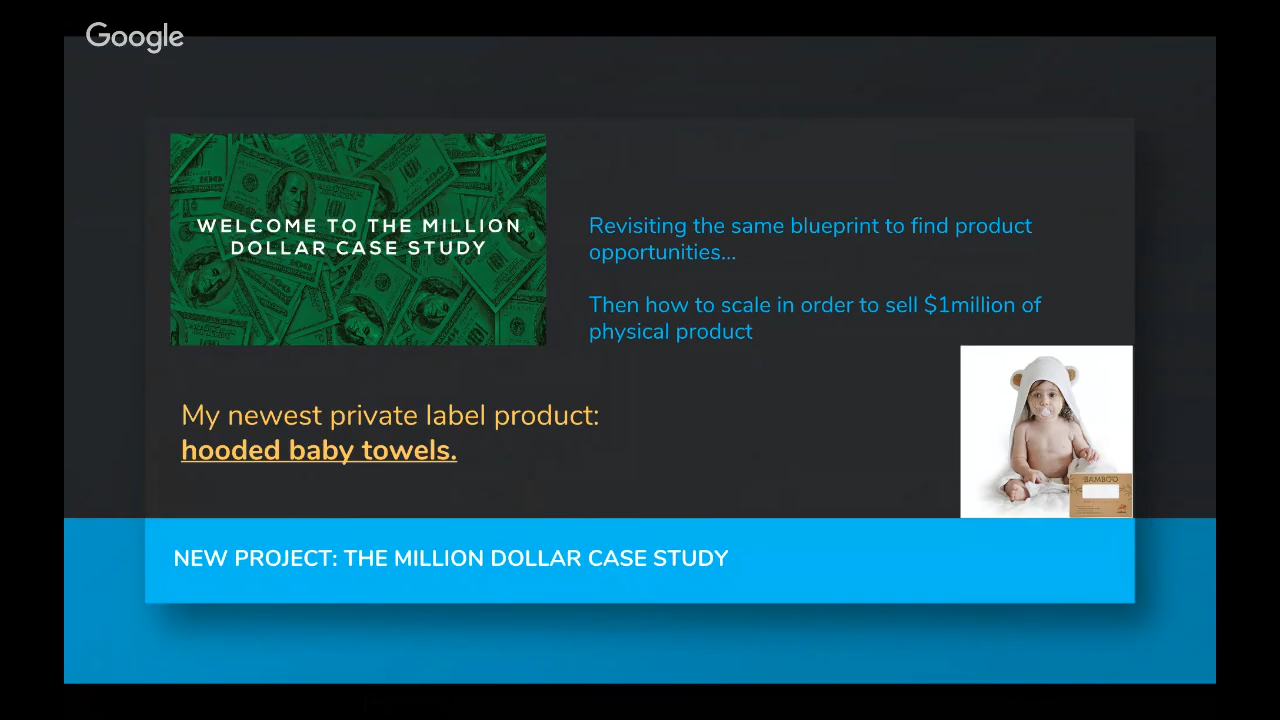 Google
WELCOME TO THE MILLION
DOLLAR CASE STUDY
Revisiting the same blueprint to find product
opportunities...
Then how to scale in order to sell $1million of
physical product
My newest private label product:
hooded baby towels.
BAMBOO
NEW PROJECT: THE MILLION DOLLAR CASE STUDY